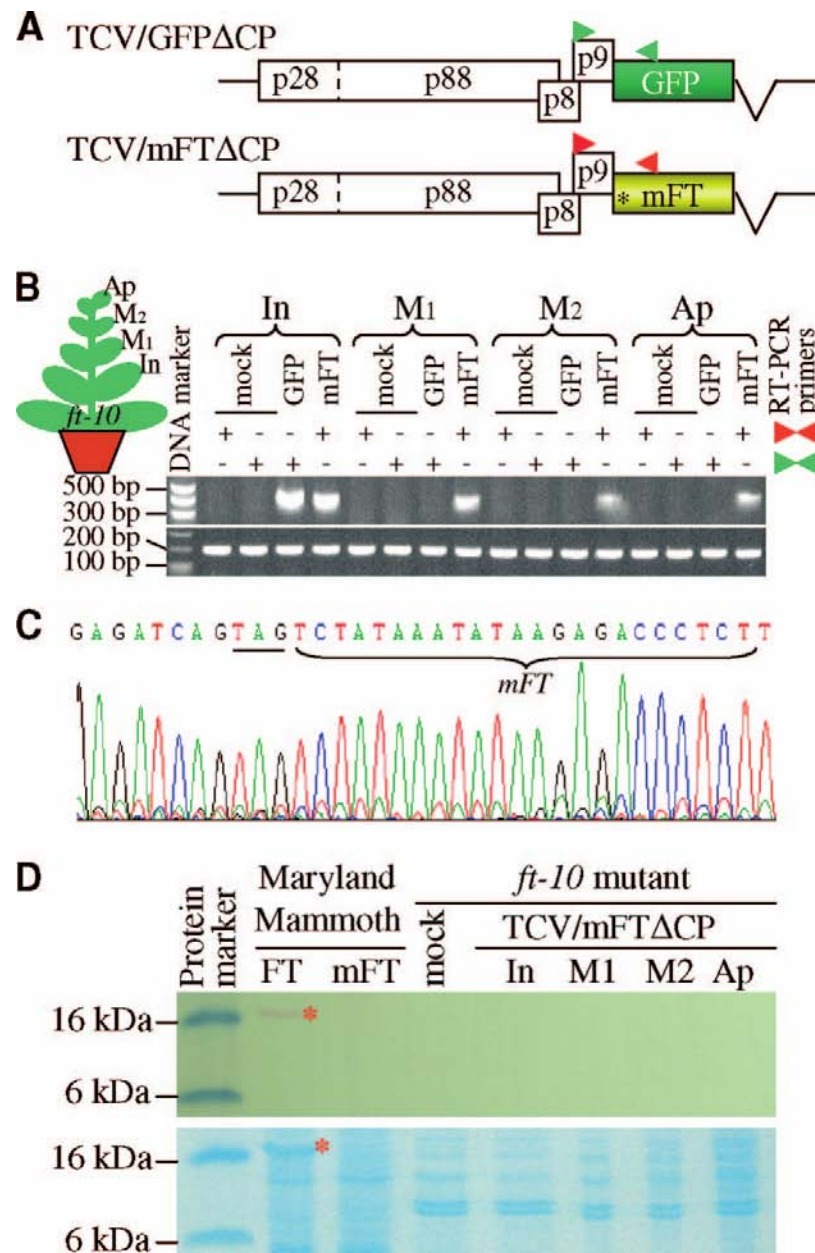 A
TCV/GFPΔCP
p28 p88 p8 p9 GFP
TCV/mFTΔCP
p28 p88 p8 p9 * mFT
B
Ap
M2
M1
In
ft-10
DNA marker
In M1 M2 Ap
mock GFP mFT mock GFP mFT mock GFP mFT mock GFP mFT
RT-PCR primers
+ - - + + - - + + - - + + - - +
- + + - - + + - - + + - - + + -
500 bp
300 bp
200 bp
100 bp
C
GAGATCAGTAGTCTATAAATATAAGAGACCCTCTT
mFT
D
Protein marker
Maryland Mammoth
FT mFT
ft-10 mutant
mock
TCV/mFTΔCP
In M1 M2 Ap
16 kDa *
6 kDa
16 kDa *
6 kDa